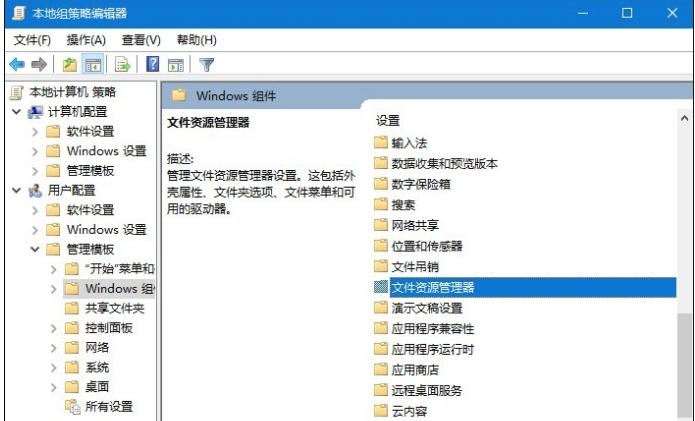 本地组策略编辑器
文件(F) 操作(A) 查看(V) 帮助(H)
本地计算机 策略
计算机配置
软件设置
Windows 设置
管理模板
用户配置
软件设置
Windows 设置
管理模板
"开始"菜单和
Windows 组
共享文件夹
控制面板
网络
系统
桌面
所有设置
Windows 组件
文件资源管理器
描述:
管理文件资源管理器设置。这包括外
壳属性、文件夹选项、文件菜单和可
用的驱动器。
设置
输入法
数据收集和预览版本
数字保险箱
搜索
网络共享
位置和传感器
文件吊销
文件资源管理器
演示文稿设置
应用程序兼容性
应用程序运行时
应用商店
远程桌面服务
云内容